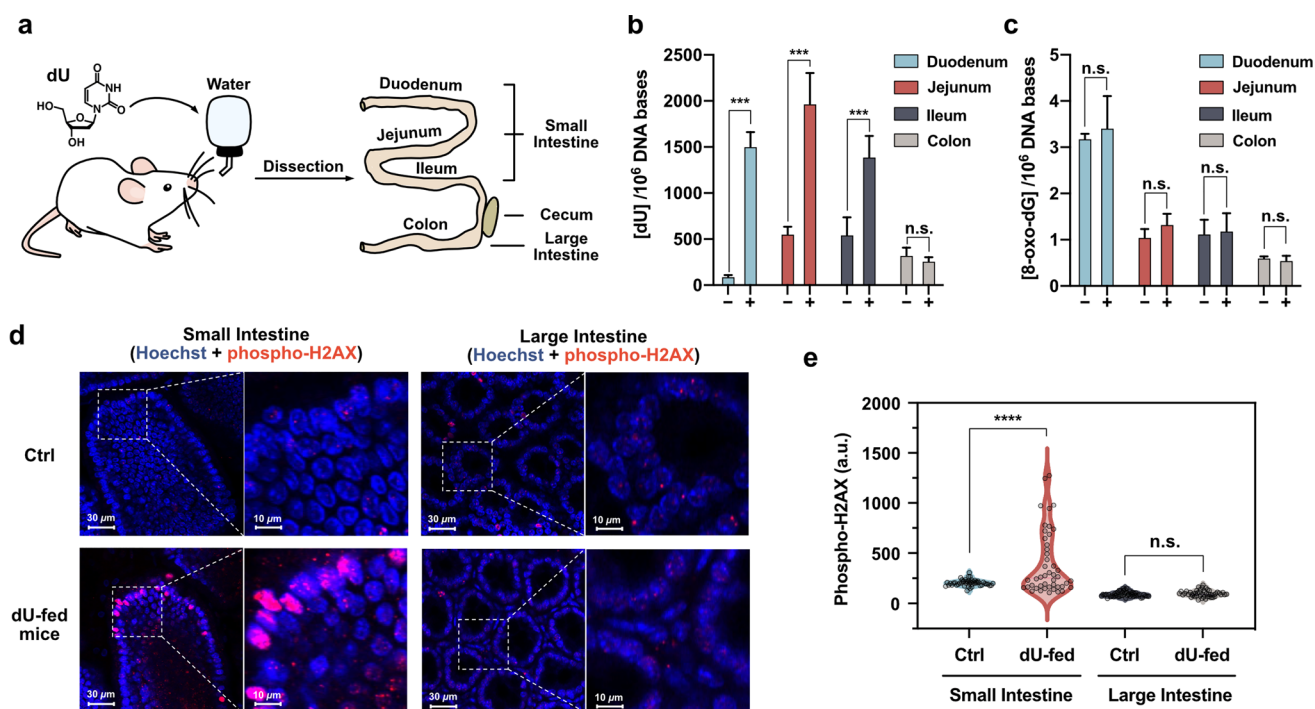 a
dU
O
NH
N
O
HO
O
OH
Water
Dissection
Duodenum
Jejunum
Ileum
Colon
Small
Intestine
Cecum
Large
Intestine
b
[dU] /10⁶ DNA bases
2500
2000
1500
1000
500
0
***
***
***
n.s.
− + − + − + − +
Duodenum
Jejunum
Ileum
Colon
c
[8-oxo-dG] /10⁶ DNA bases
5
4
3
2
1
0
n.s.
n.s.
n.s.
n.s.
− + − + − + − +
Duodenum
Jejunum
Ileum
Colon
d
Small Intestine
(Hoechst + phospho-H2AX)
Large Intestine
(Hoechst + phospho-H2AX)
Ctrl
30 µm
10 µm
30 µm
10 µm
dU-fed
mice
30 µm
10 µm
30 µm
10 µm
e
Phospho-H2AX (a.u.)
2000
1500
1000
500
0
****
n.s.
Ctrl dU-fed Ctrl dU-fed
Small Intestine Large Intestine